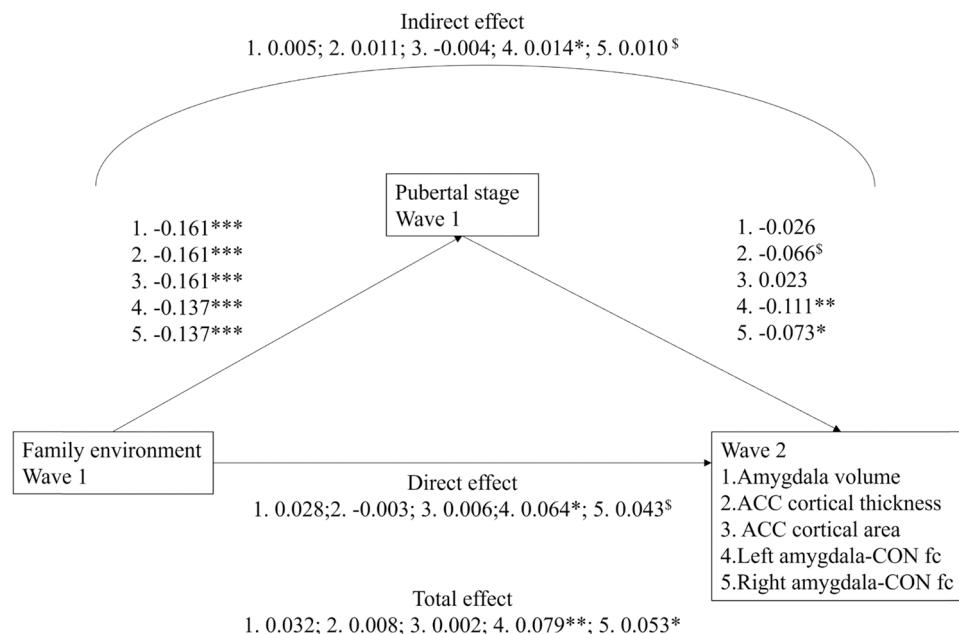 Indirect effect
1. 0.005; 2. 0.011; 3. -0.004; 4. 0.014*; 5. 0.010$
Pubertal stage
Wave 1
1. -0.161***
2. -0.161***
3. -0.161***
4. -0.137***
5. -0.137***
1. -0.026
2. -0.066$
3. 0.023
4. -0.111**
5. -0.073*
Family environment
Wave 1
Direct effect
1. 0.028;2. -0.003; 3. 0.006;4. 0.064*; 5. 0.043$
Wave 2
1.Amygdala volume
2.ACC cortical thickness
3. ACC cortical area
4.Left amygdala-CON fc
5.Right amygdala-CON fc
Total effect
1. 0.032; 2. 0.008; 3. 0.002; 4. 0.079**; 5. 0.053*